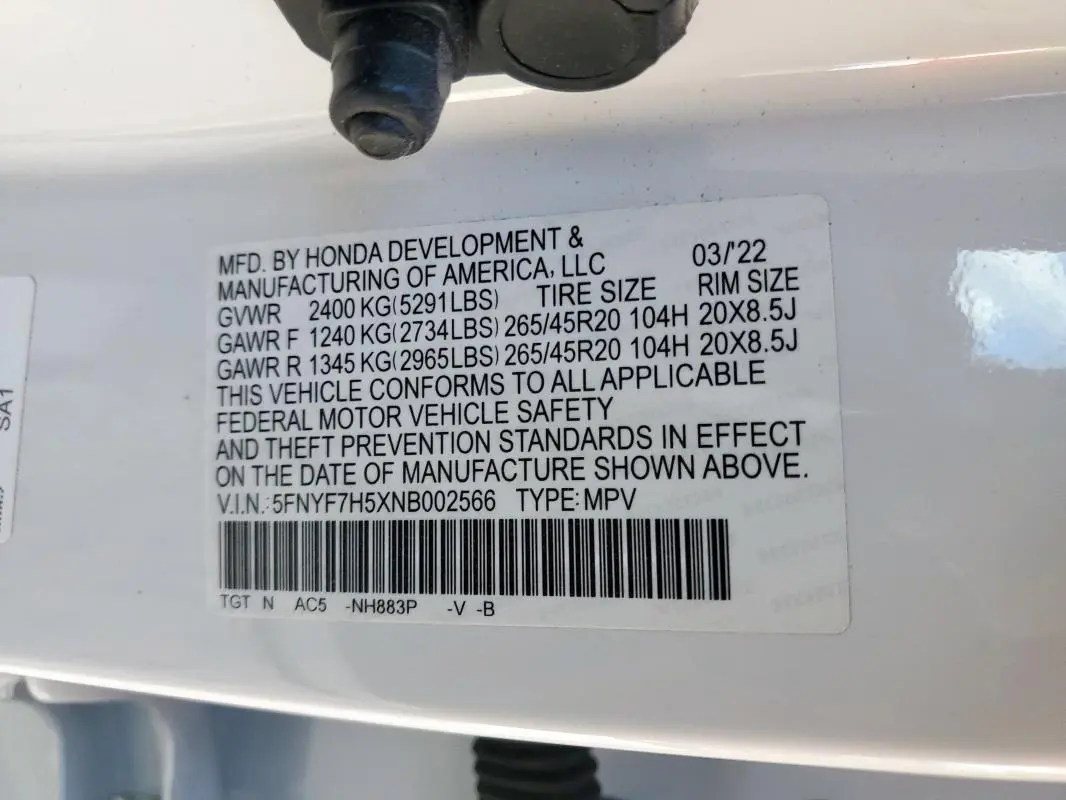 MFD. BY HONDA DEVELOPMENT & 03/'22
MANUFACTURING OF AMERICA, LLC
GVWR 2400 KG(5291LBS) TIRE SIZE RIM SIZE
GAWR F 1240 KG(2734LBS) 265/45R20 104H 20X8.5J
GAWR R 1345 KG(2965LBS) 265/45R20 104H 20X8.5J
THIS VEHICLE CONFORMS TO ALL APPLICABLE
FEDERAL MOTOR VEHICLE SAFETY
AND THEFT PREVENTION STANDARDS IN EFFECT
ON THE DATE OF MANUFACTURE SHOWN ABOVE.
V.I.N.:5FNYF7H5XNB002566 TYPE:MPV
TGT N AC5 -NH883P -V -B
SA1